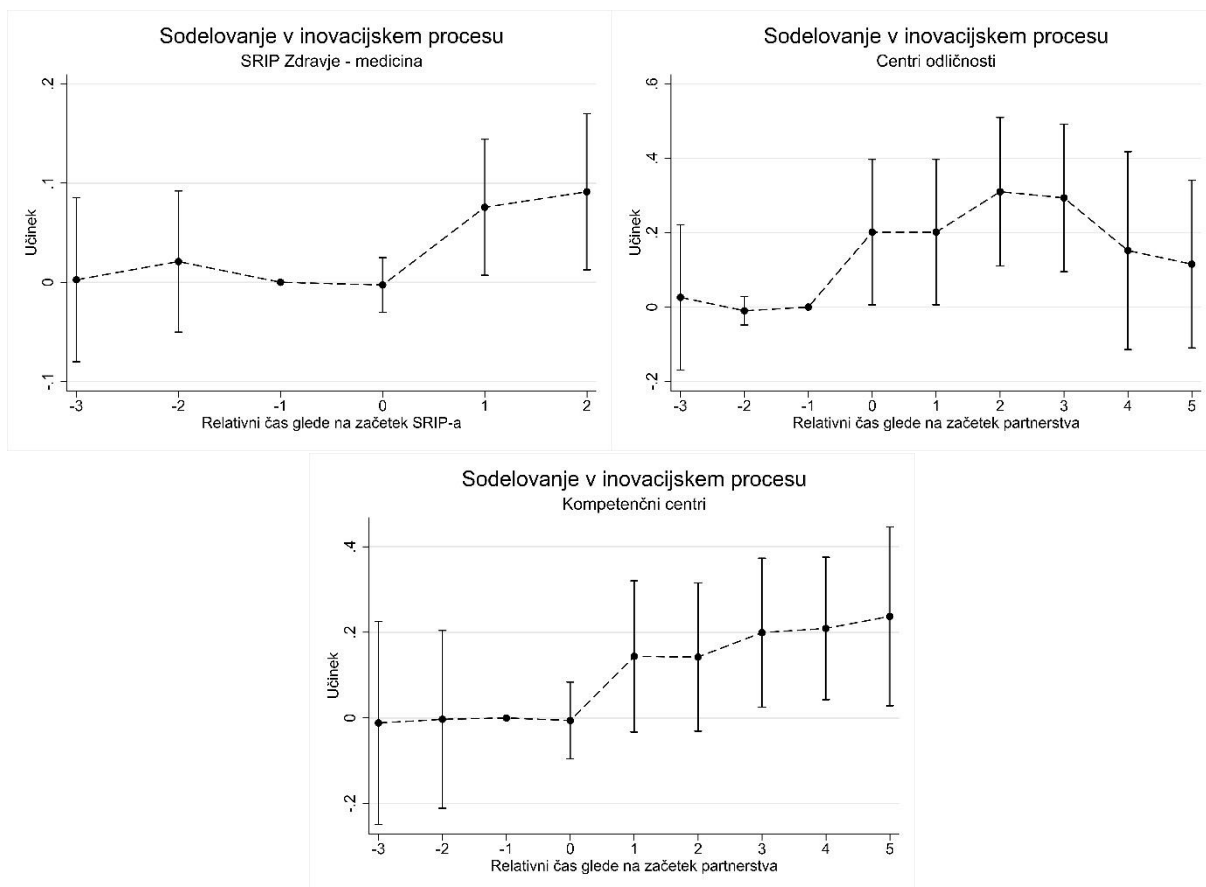 Sodelovanje v inovacijskem procesu
SRIP Zdravje - medicina
Učinek
.2
.1
0
-.1
-3 -2 -1 0 1 2
Relativni čas glede na začetek SRIP-a
Sodelovanje v inovacijskem procesu
Centri odličnosti
Učinek
.6
.4
.2
0
-.2
-3 -2 -1 0 1 2 3 4 5
Relativni čas glede na začetek partnerstva
Sodelovanje v inovacijskem procesu
Kompetenčni centri
Učinek
.4
.2
0
-.2
-3 -2 -1 0 1 2 3 4 5
Relativni čas glede na začetek partnerstva